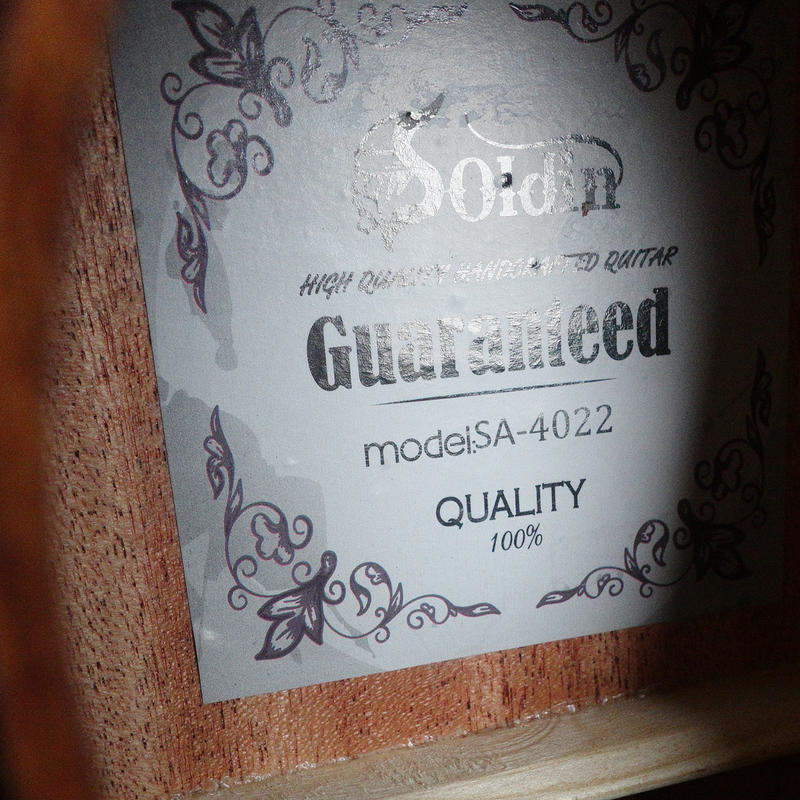 Soldin
HIGH QUALITY HANDCRAFTED QUITAR
Guaranteed
model:SA-4022
QUALITY
100%